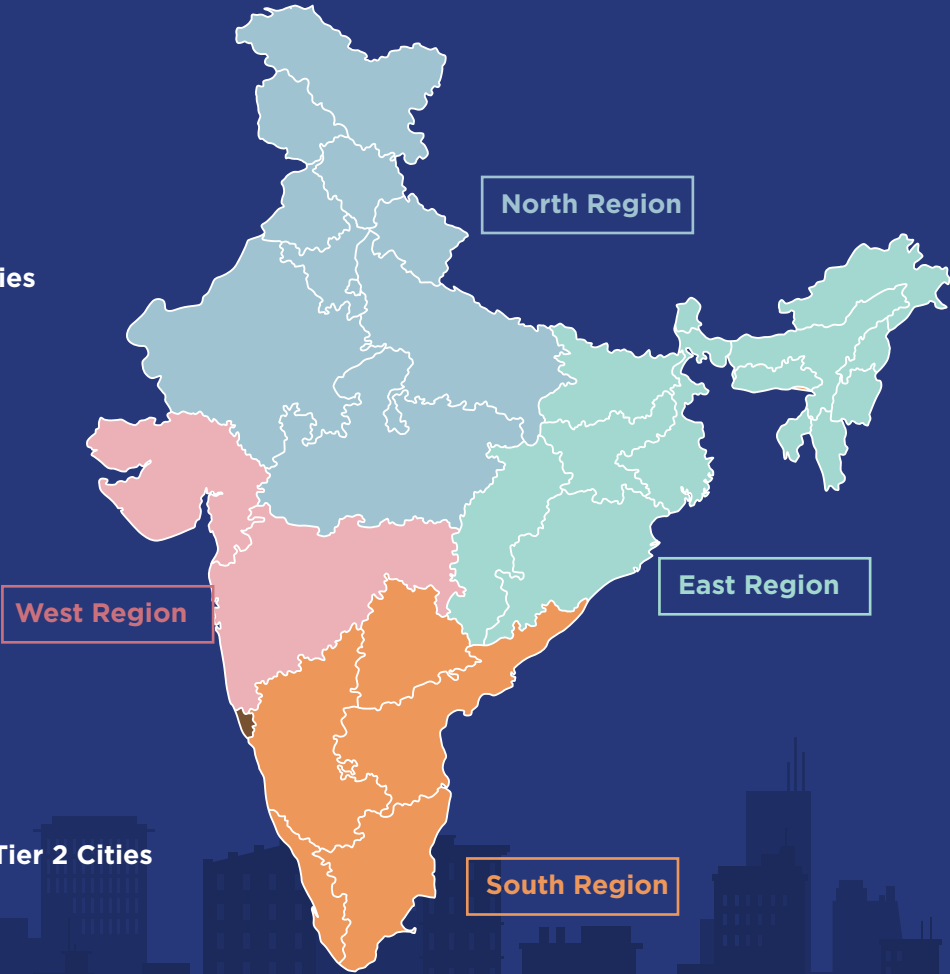 North Region
ies
East Region
West Region
Tier 2 Cities
South Region